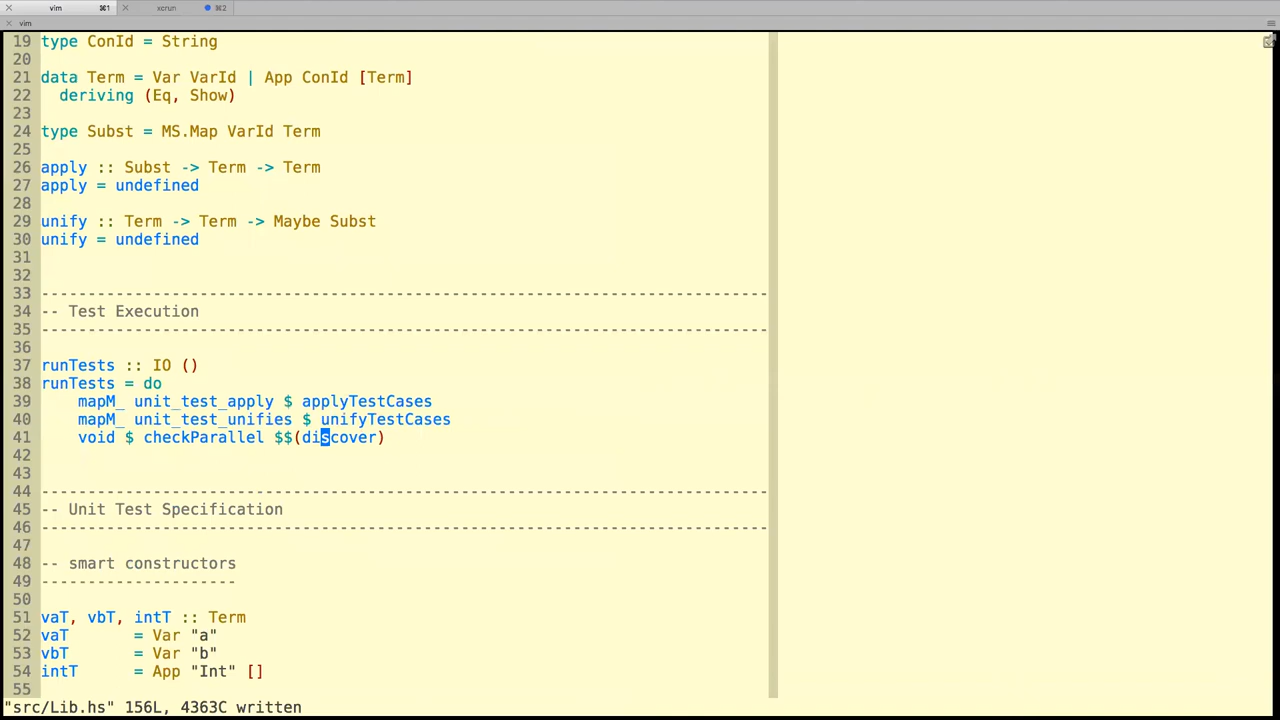 vim ⌘1 xcrun ⌘2
vim
19 type ConId = String
20
21 data Term = Var VarId | App ConId [Term]
22   deriving (Eq, Show)
23
24 type Subst = MS.Map VarId Term
25
26 apply :: Subst -> Term -> Term
27 apply = undefined
28
29 unify :: Term -> Term -> Maybe Subst
30 unify = undefined
31
32
33 -------------------------------------------------------------------------------
34 -- Test Execution
35 -------------------------------------------------------------------------------
36
37 runTests :: IO ()
38 runTests = do
39     mapM_ unit_test_apply $ applyTestCases
40     mapM_ unit_test_unifies $ unifyTestCases
41     void $ checkParallel $$(discover)
42
43
44 -------------------------------------------------------------------------------
45 -- Unit Test Specification
46 -------------------------------------------------------------------------------
47
48 -- smart constructors
49 ---------------------
50
51 vaT, vbT, intT :: Term
52 vaT       = Var "a"
53 vbT       = Var "b"
54 intT      = App "Int" []
55
"src/Lib.hs" 156L, 4363C written